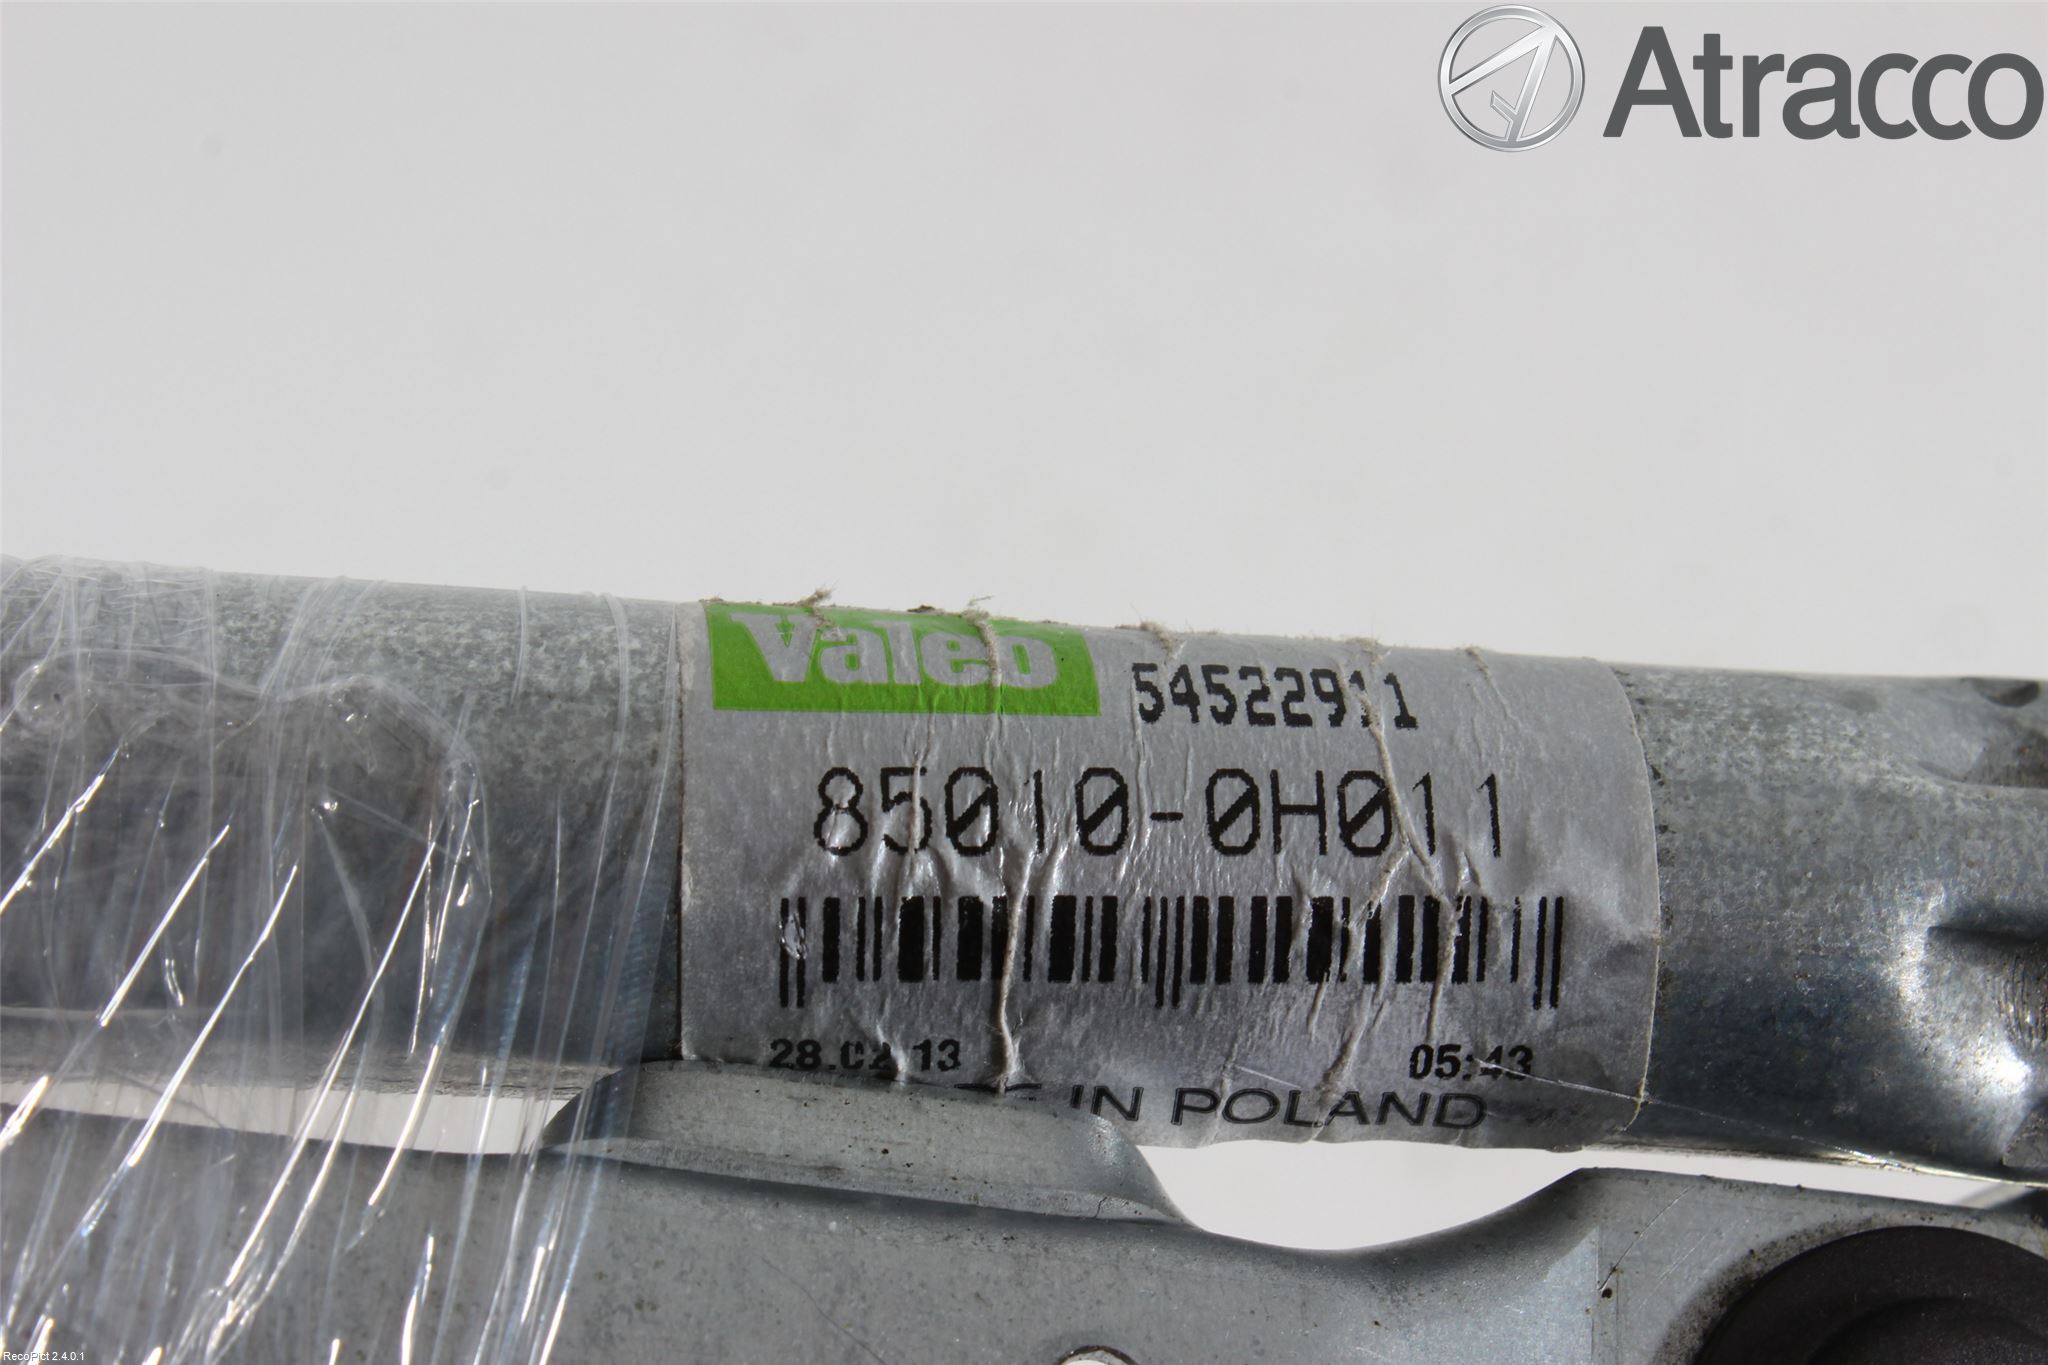 Atracco
Valeo 54522911
85010-0H011
28.02.13 05:43
IN POLAND
RecoPict 2.4.0.1